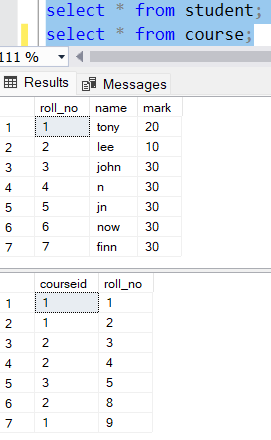 select * from student;
select * from course;
111 %
Results Messages
roll_no name mark
1 1 tony 20
2 2 lee 10
3 3 john 30
4 4 n 30
5 5 jn 30
6 6 now 30
7 7 finn 30
courseid roll_no
1 1 1
2 1 2
3 2 3
4 2 4
5 3 5
6 2 8
7 1 9